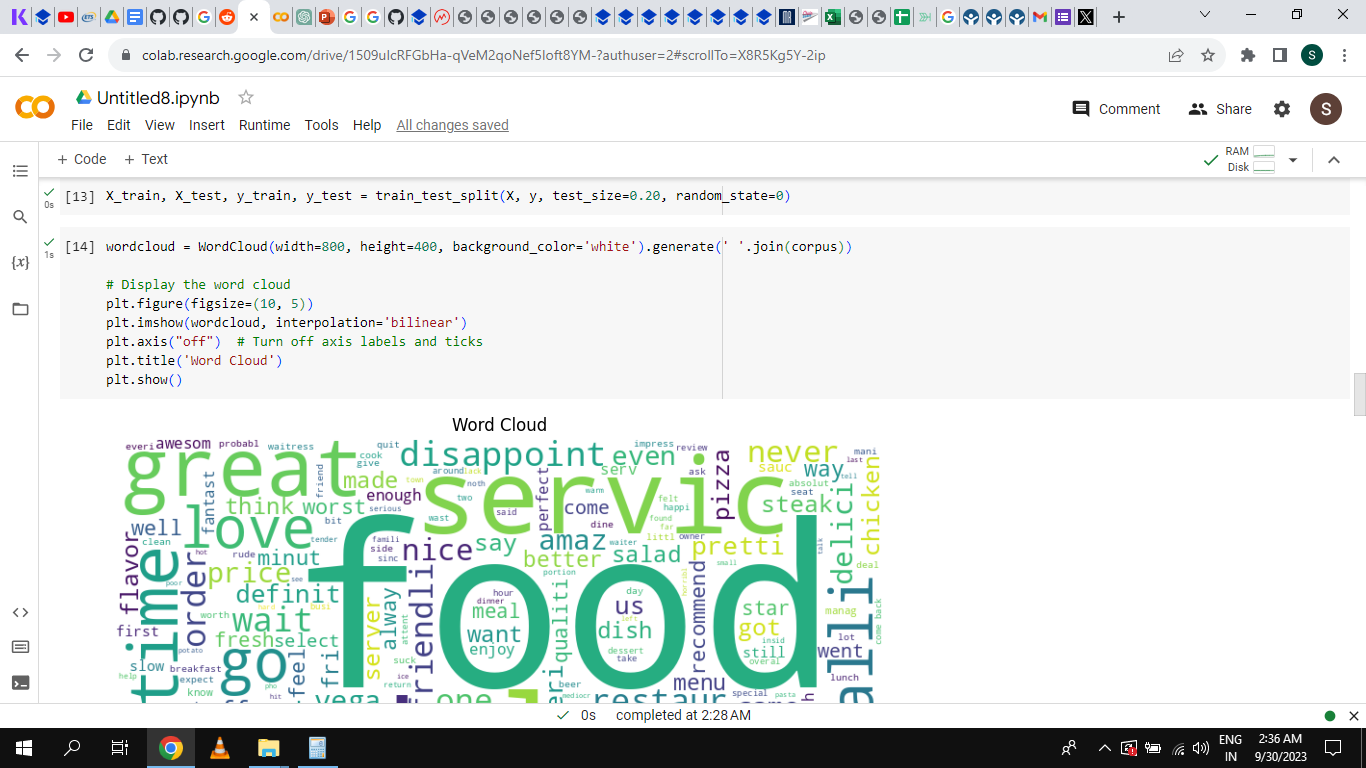 colab.research.google.com/drive/1509uIcRFGbHa-qVeM2qoNef5Ioft8YM-?authuser=2#scrollTo=X8R5Kg5Y-2ip
S
Untitled8.ipynb
Comment
Share
S
File Edit View Insert Runtime Tools Help All changes saved
+ Code + Text
RAM
Disk
0s
[13] X_train, X_test, y_train, y_test = train_test_split(X, y, test_size=0.20, random_state=0)
1s
[14] wordcloud = WordCloud(width=800, height=400, background_color='white').generate(' '.join(corpus))
# Display the word cloud
plt.figure(figsize=(10, 5))
plt.imshow(wordcloud, interpolation='bilinear')
plt.axis("off") # Turn off axis labels and ticks
plt.title('Word Cloud')
plt.show()
Word Cloud
everi awesom probabl waitress quit disappoint impress review never mani
great cook give around made even serv ask pizza sauc way last
friend town noth enough servic absolut seat steak chicken
fantast think worst two perfect warm felt happi come delici
well love bit serious wast said dine found far
clean flavor hot rude minut tender famili side sinc nice say amaz waiter littl owner pretti talk
time order price see better salad small deal
poor definit food portion
worth wait busi server always friendli hour dinner meal us day recommend star manag
first fresh select attent want qualiti dish left got insid lot come back
slow potato go feel fri enjoy dessert take still overal went
help breakfast expect suck return ice menu lunch
know pho hit vega one beer mediocr restaur special pasta
0s completed at 2:28 AM
ENG
IN
2:36 AM
9/30/2023